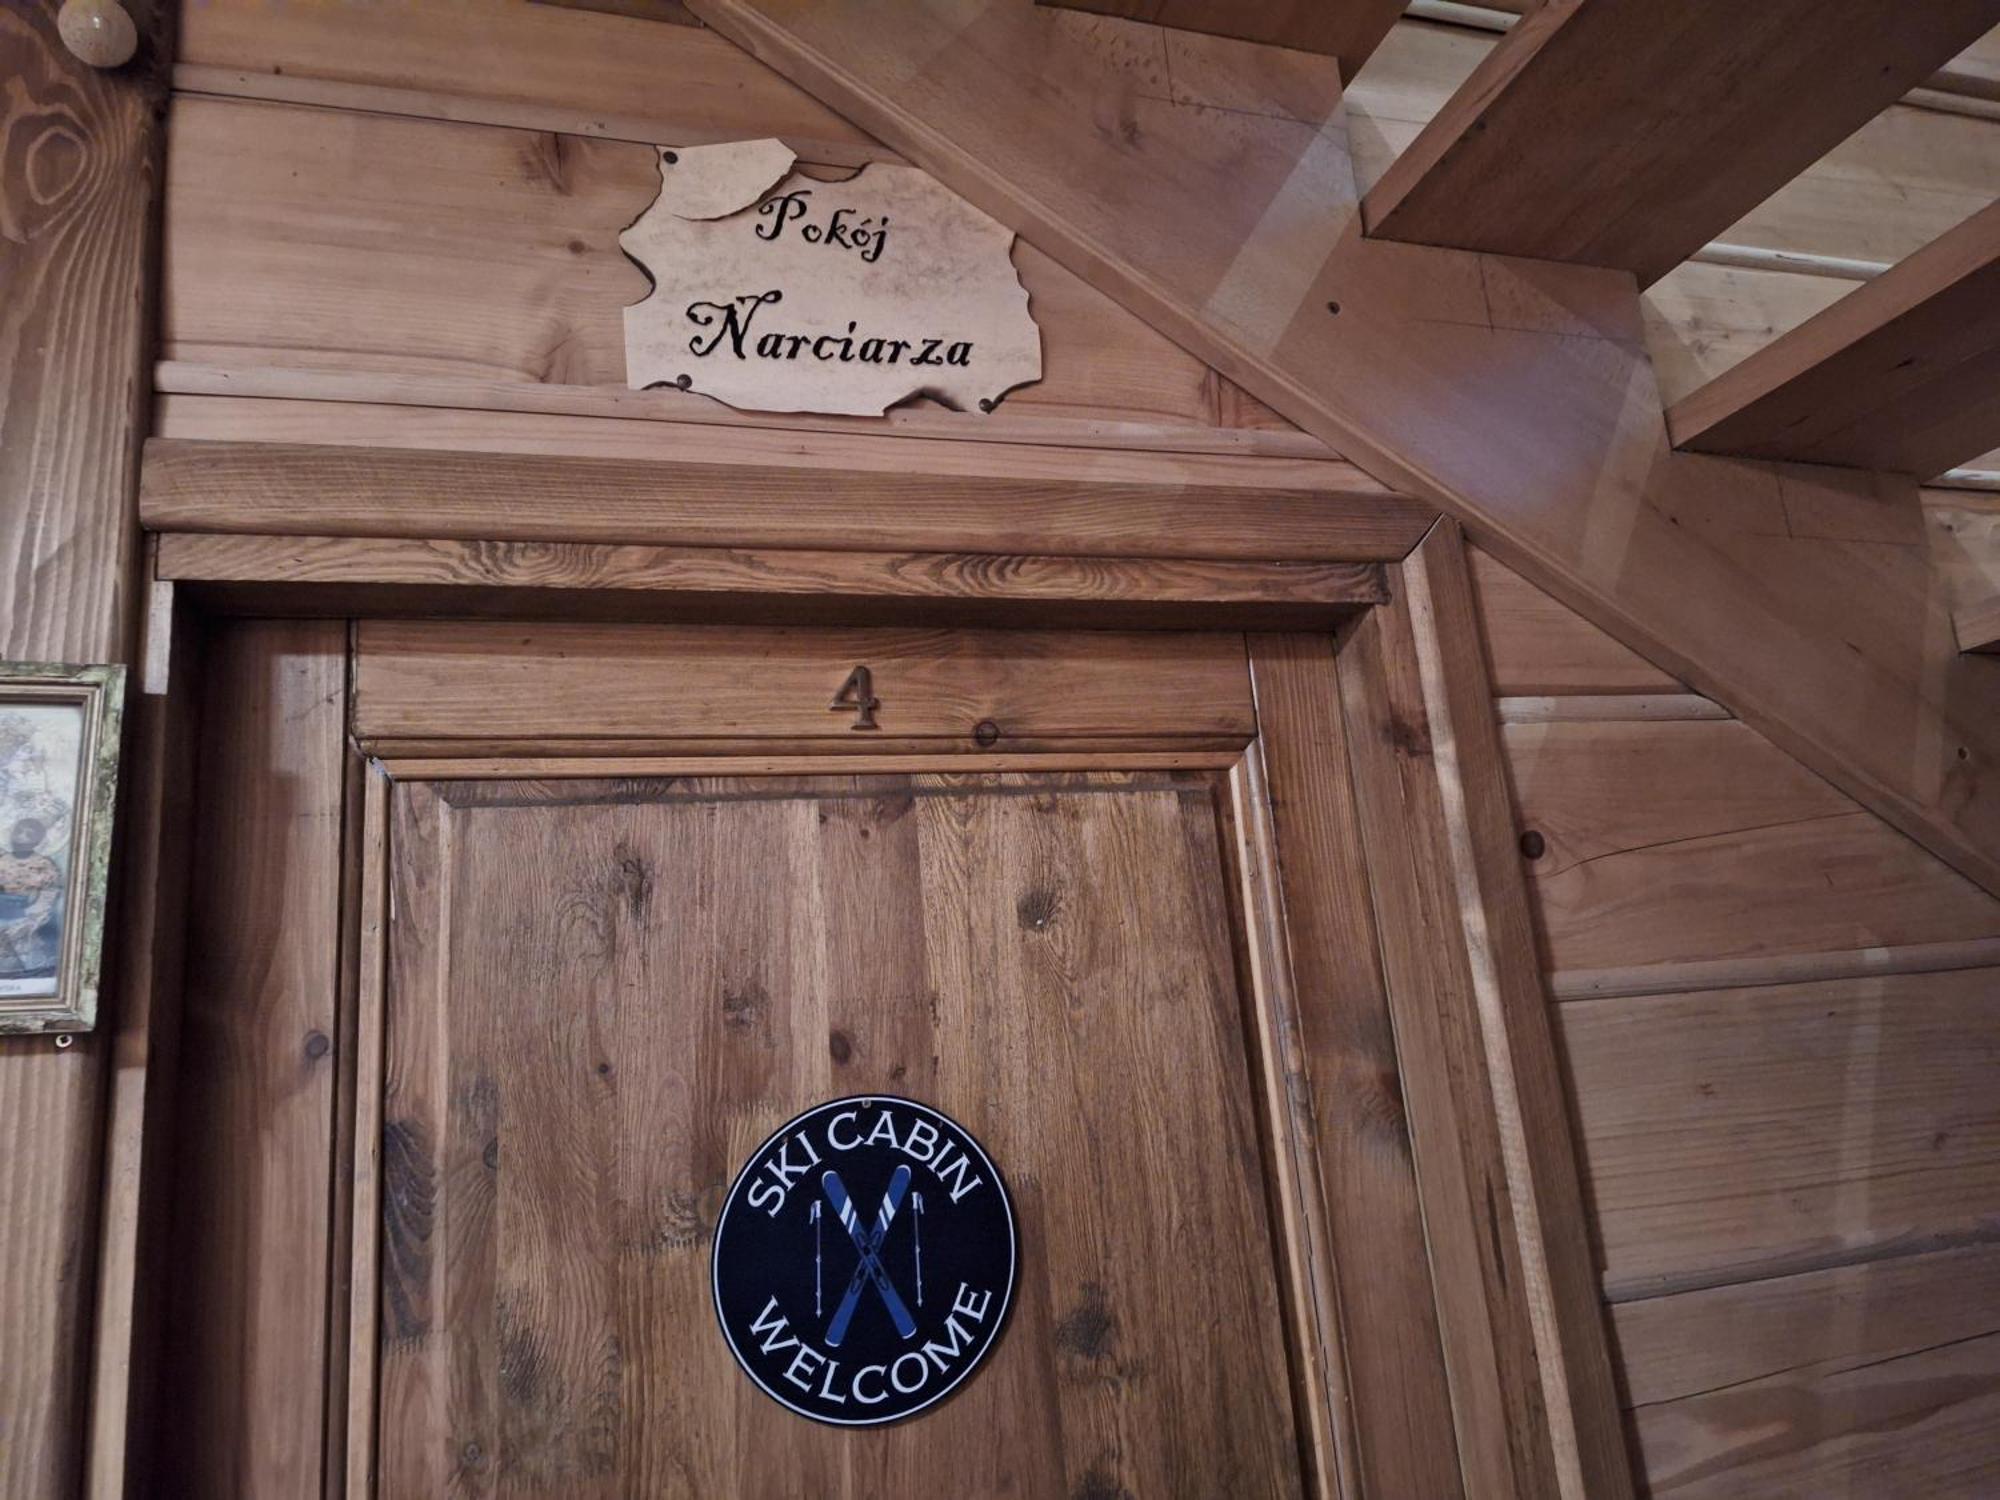 Pokój
Narciarza
4
SKI CABIN
WELCOME